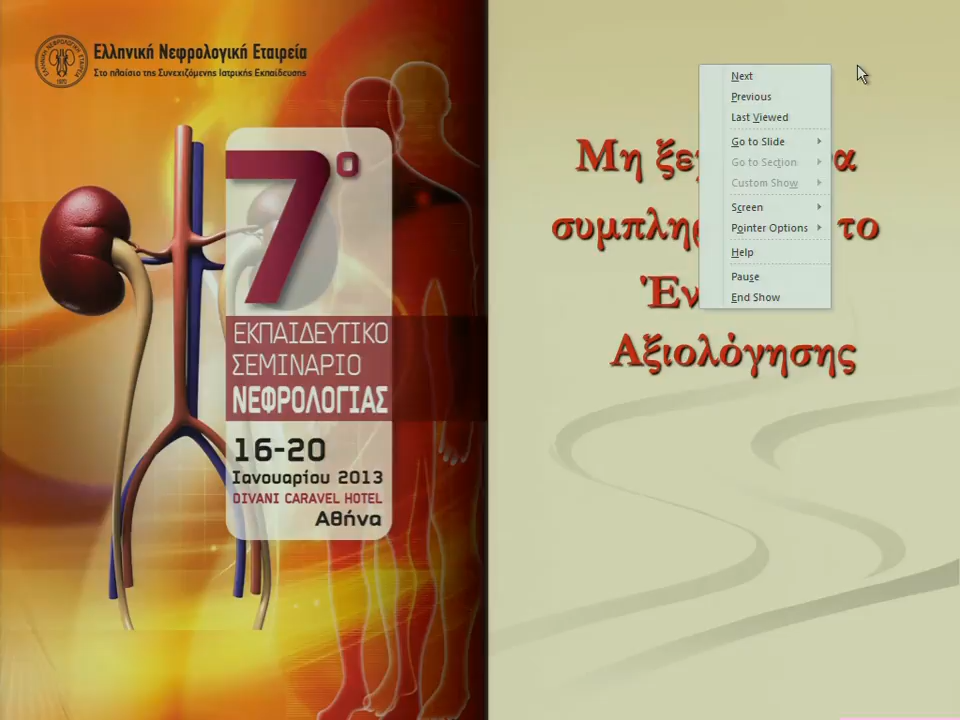 Ελληνική Νεφρολογική Εταιρεία
Στο πλαίσιο της Συνεχιζόμενης Ιατρικής Εκπαίδευσης
7ο
ΕΚΠΑΙΔΕΥΤΙΚΟ
ΣΕΜΙΝΑΡΙΟ
ΝΕΦΡΟΛΟΓΙΑΣ
16-20
Ιανουαρίου 2013
DIVANI CARAVEL HOTEL
Αθήνα
Μη
το
Αξιολόγησης
Next
Previous
Last Viewed
Go to Slide
Go to Section
Custom Show
Screen
Pointer Options
Help
Pause
End Show